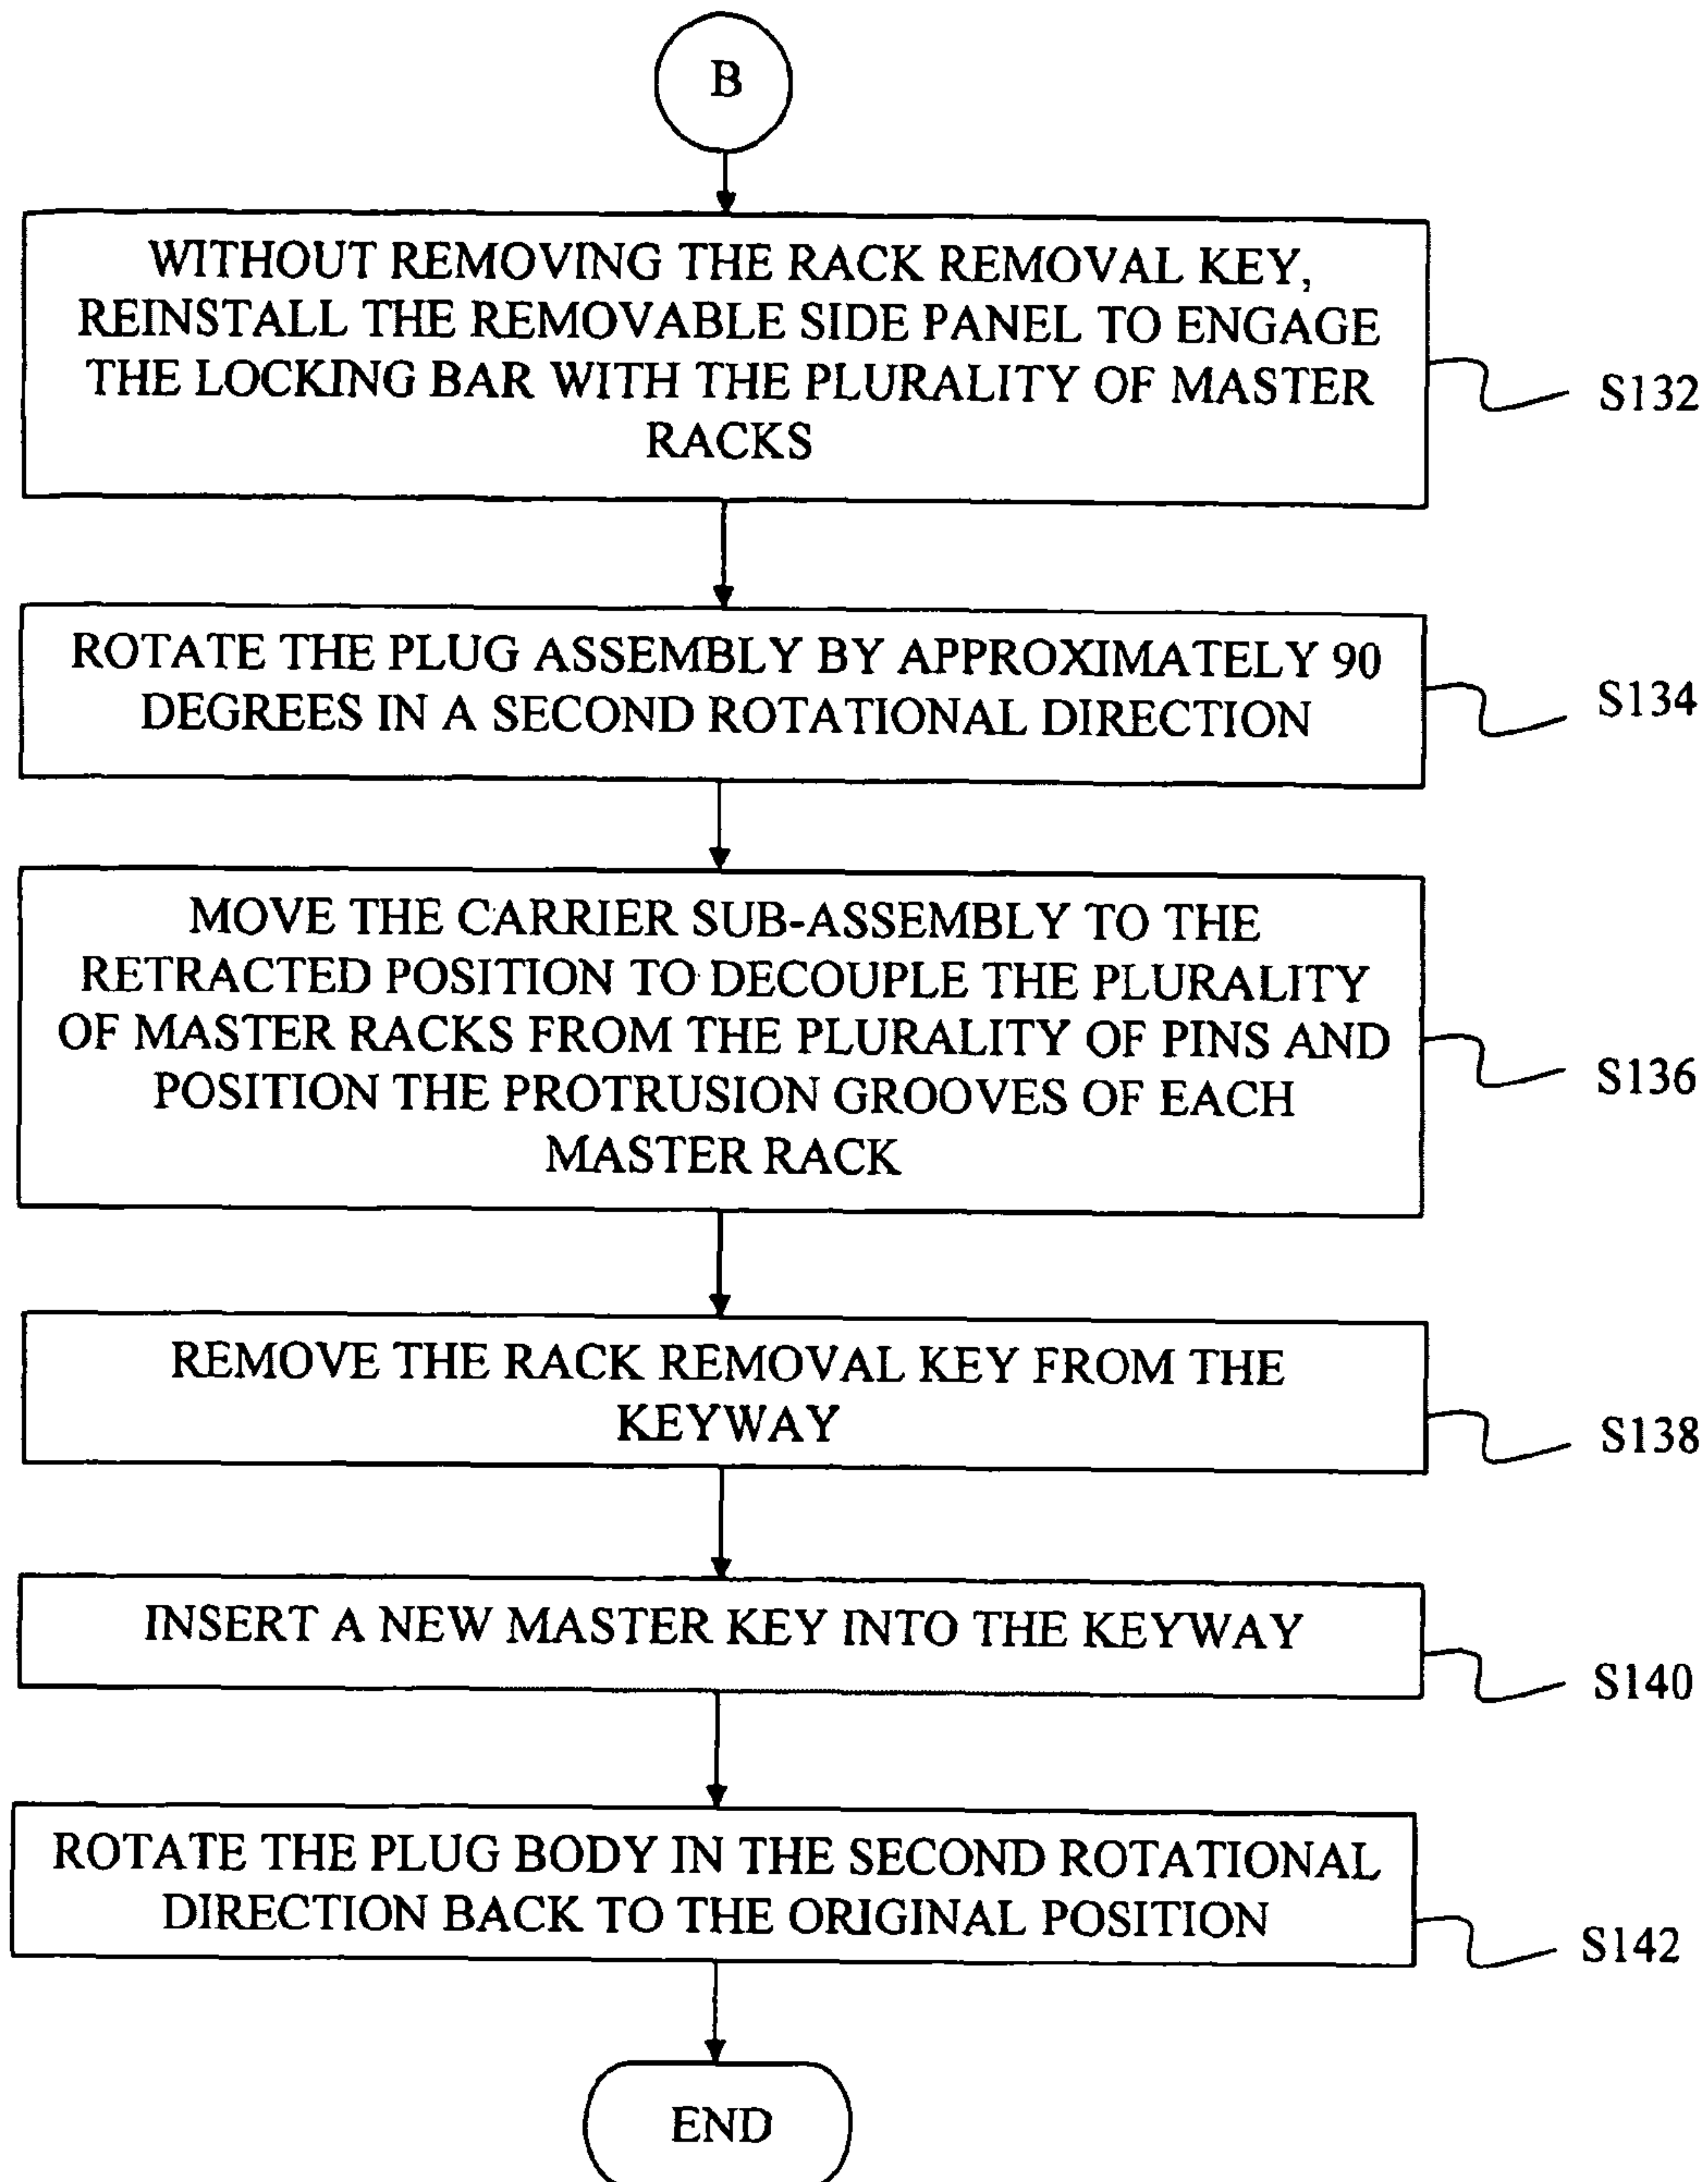 B
WITHOUT REMOVING THE RACK REMOVAL KEY,
REINSTALL THE REMOVABLE SIDE PANEL TO ENGAGE
THE LOCKING BAR WITH THE PLURALITY OF MASTER
RACKS
S132
ROTATE THE PLUG ASSEMBLY BY APPROXIMATELY 90
DEGREES IN A SECOND ROTATIONAL DIRECTION
S134
MOVE THE CARRIER SUB-ASSEMBLY TO THE
RETRACTED POSITION TO DECOUPLE THE PLURALITY
OF MASTER RACKS FROM THE PLURALITY OF PINS AND
POSITION THE PROTRUSION GROOVES OF EACH
MASTER RACK
S136
REMOVE THE RACK REMOVAL KEY FROM THE
KEYWAY
S138
INSERT A NEW MASTER KEY INTO THE KEYWAY
S140
ROTATE THE PLUG BODY IN THE SECOND ROTATIONAL
DIRECTION BACK TO THE ORIGINAL POSITION
S142
END